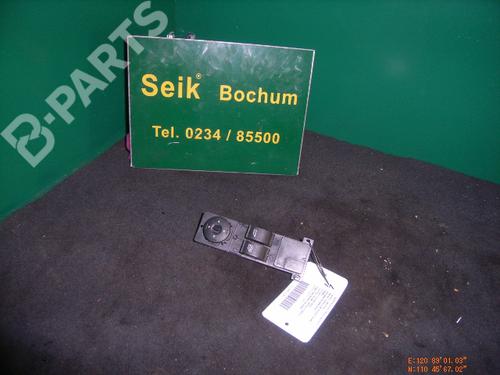 B-PARTS
Seik® Bochum
Tel. 0234 / 85500
E:120 89'01.03"
N:110 45'67.02"